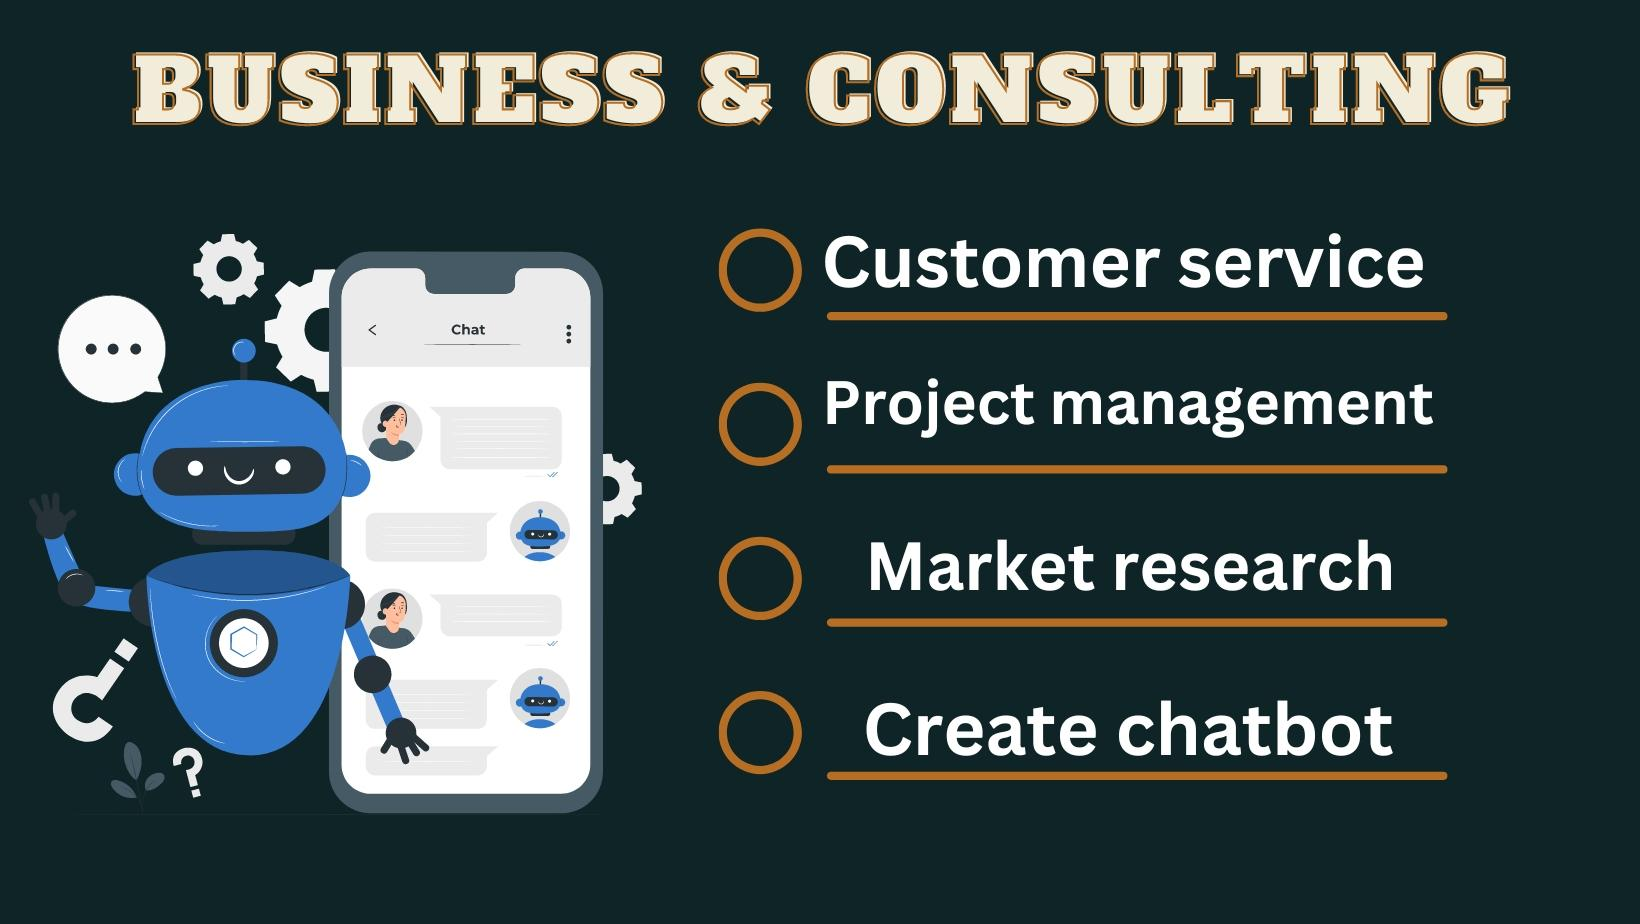 BUSINESS & CONSULTING
Chat
Customer service
Project management
Market research
Create chatbot